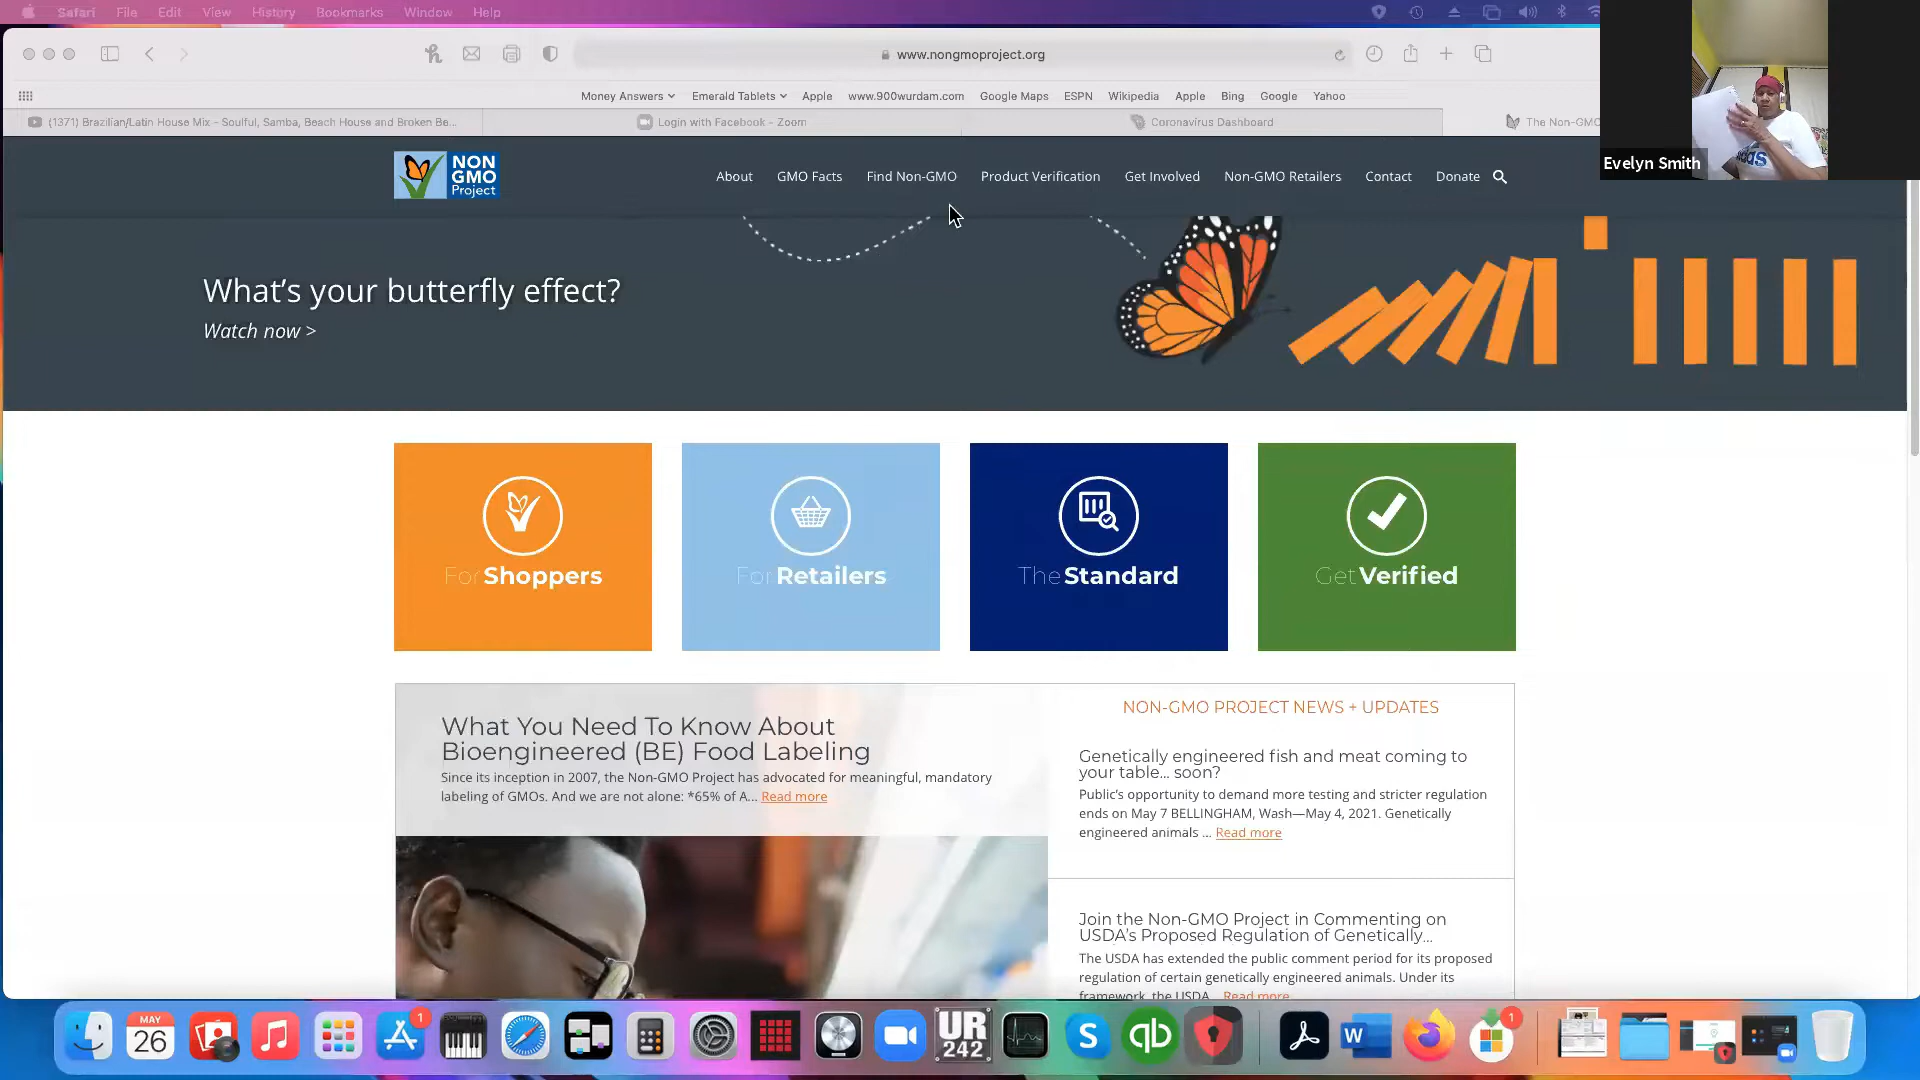 Safari File Edit View History Bookmarks Window Help
www.nongmoproject.org
Money Answers Emerald Tablets Apple www.900wurdam.com Google Maps ESPN Wikipedia Apple Bing Google Yahoo
(1371) Brazilian/Latin House Mix - Soulful, Samba, Beach House and Broken Be... Login with Facebook - Zoom Coronavirus Dashboard The Non-GMO
Evelyn Smith
adidas
NON
GMO
Project
About GMO Facts Find Non-GMO Product Verification Get Involved Non-GMO Retailers Contact Donate
What's your butterfly effect?
Watch now >
For Shoppers
For Retailers
The Standard
Get Verified
What You Need To Know About
Bioengineered (BE) Food Labeling
Since its inception in 2007, the Non-GMO Project has advocated for meaningful, mandatory
labeling of GMOs. And we are not alone: *65% of A... Read more
NON-GMO PROJECT NEWS + UPDATES
Genetically engineered fish and meat coming to
your table... soon?
Public's opportunity to demand more testing and stricter regulation
ends on May 7 BELLINGHAM, Wash—May 4, 2021. Genetically
engineered animals ... Read more
Join the Non-GMO Project in Commenting on
USDA's Proposed Regulation of Genetically...
The USDA has extended the public comment period for its proposed
regulation of certain genetically engineered animals. Under its
framework, the USDA... Read more
MAY
26
1
UR
242
S
qb
W
1